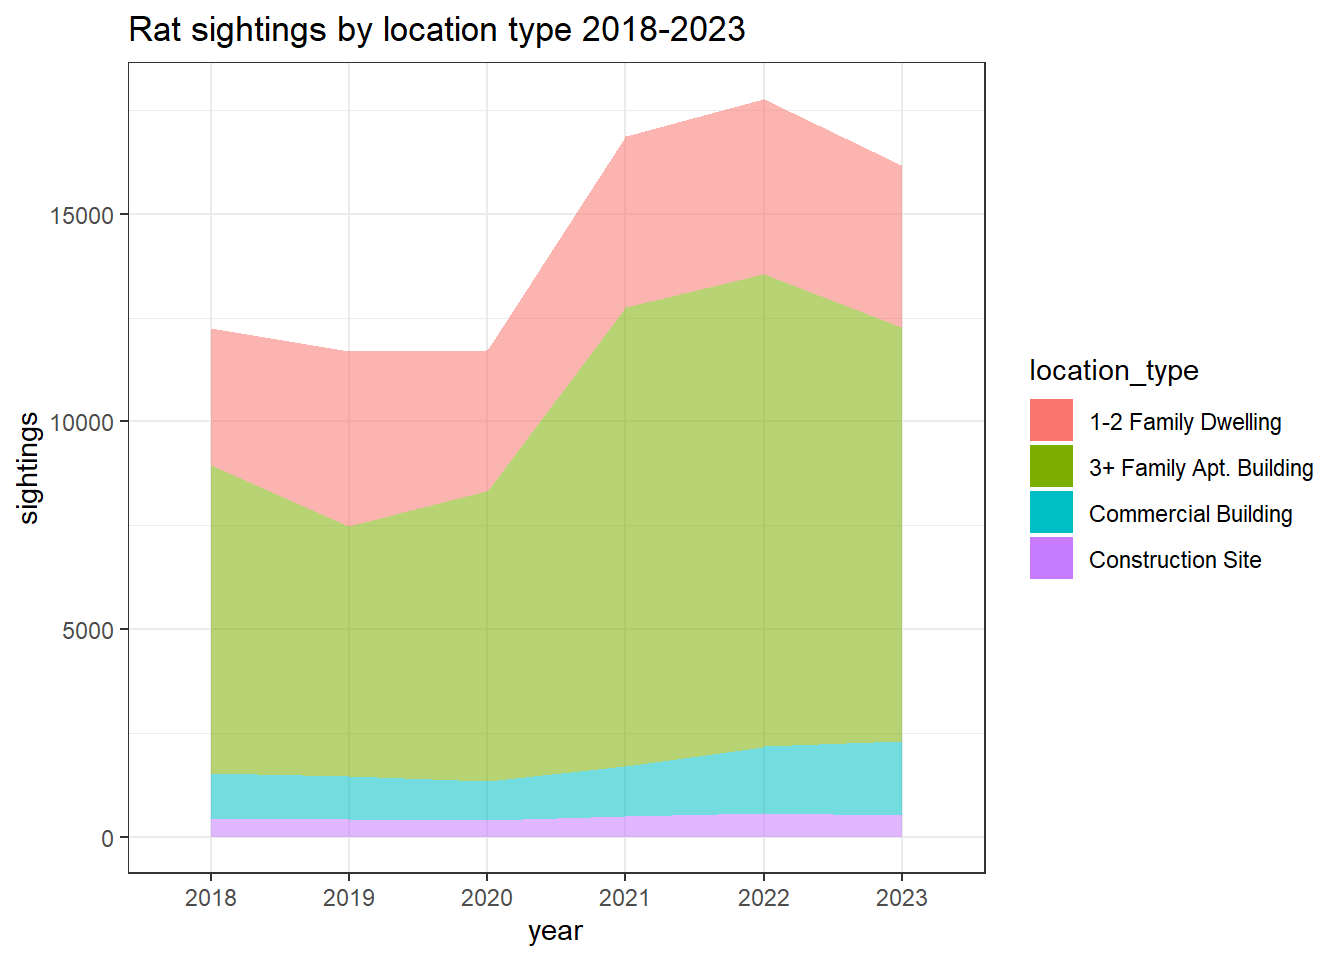 Rat sightings by location type 2018-2023
15000
10000
5000
0
sightings
2018 2019 2020 2021 2022 2023
year
location_type
1-2 Family Dwelling
3+ Family Apt. Building
Commercial Building
Construction Site